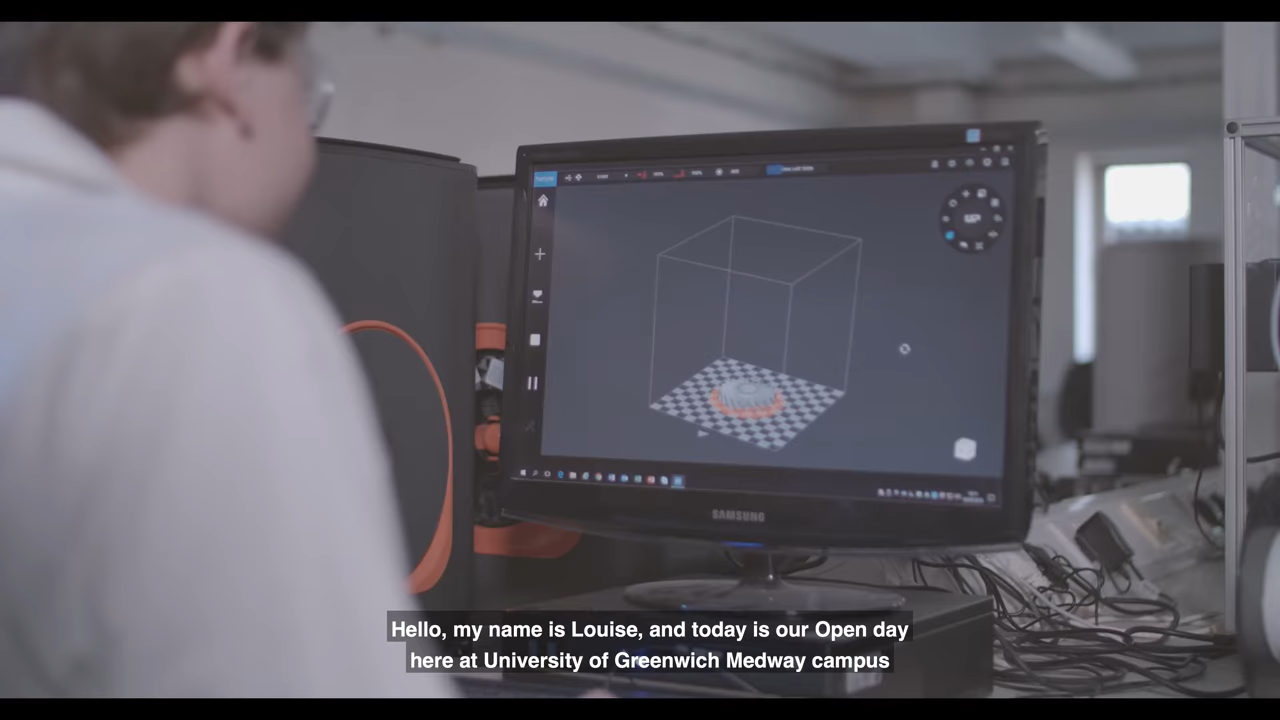 UP
SAMSUNG
Hello, my name is Louise, and today is our Open day
here at University of Greenwich Medway campus